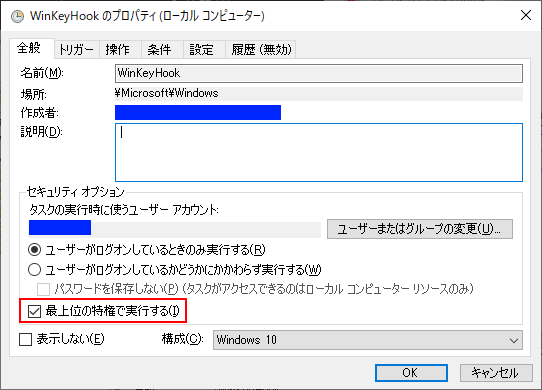 WinKeyHook のプロパティ (ローカル コンピューター)
全般 トリガー 操作 条件 設定 履歴 (無効)
名前(M): WinKeyHook
場所: ¥Microsoft¥Windows
作成者:
説明(D):
セキュリティ オプション
タスクの実行時に使うユーザー アカウント:
ユーザーまたはグループの変更(U)...
ユーザーがログオンしているときのみ実行する(R)
ユーザーがログオンしているかどうかにかかわらず実行する(W)
パスワードを保存しない(P) (タスクがアクセスできるのはローカル コンピューター リソースのみ)
最上位の特権で実行する(I)
表示しない(E) 構成(C): Windows 10
OK キャンセル